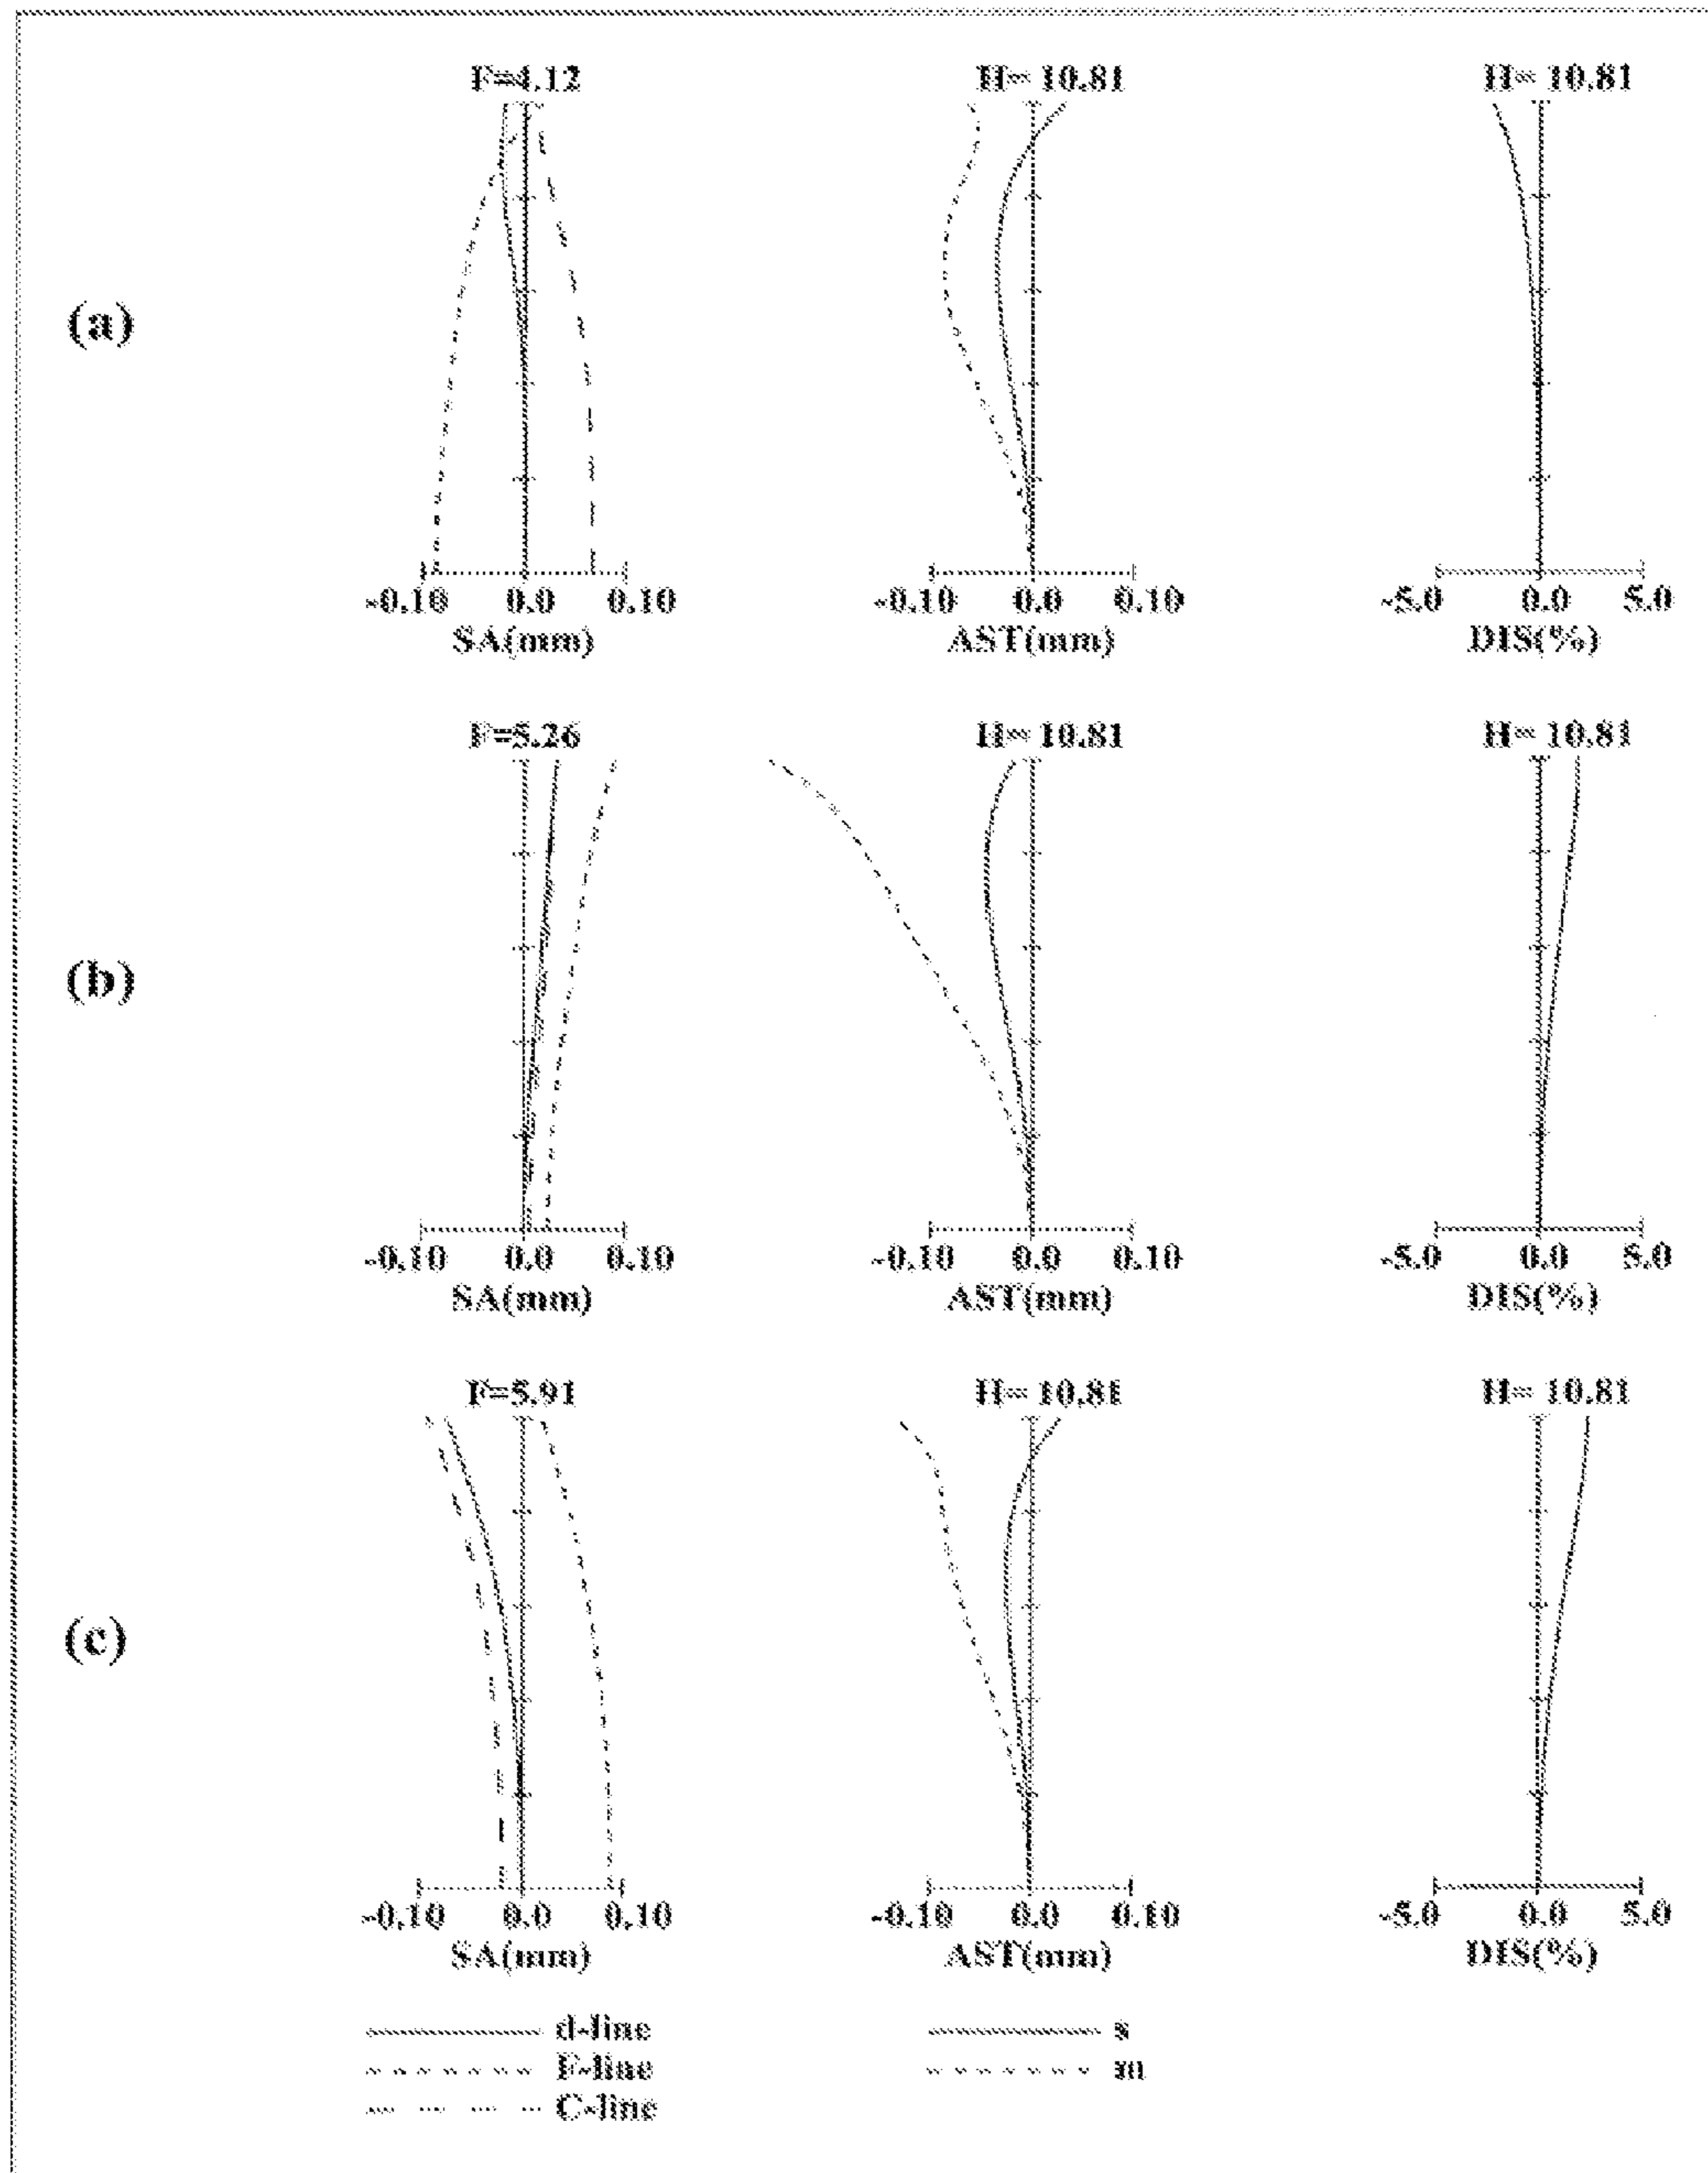 F=4.12 H= 10.81 H= 10.81
(a)
-0.10 0.0 0.10 -0.10 0.0 0.10 -5.0 0.0 5.0
SA(mm) AST(mm) DIS(%)
F=5.26 H= 10.81 H= 10.81
(b)
-0.10 0.0 0.10 -0.10 0.0 0.10 -5.0 0.0 5.0
SA(mm) AST(mm) DIS(%)
F=5.91 H= 10.81 H= 10.81
(c)
-0.10 0.0 0.10 -0.10 0.0 0.10 -5.0 0.0 5.0
SA(mm) AST(mm) DIS(%)
d-line s
F-line m
C-line